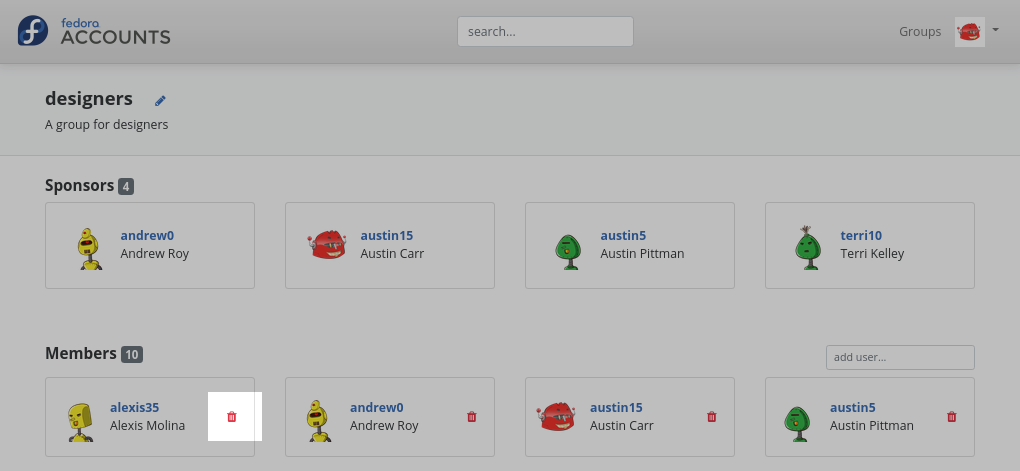 fedora
ACCOUNTS
search...
Groups
designers
A group for designers
Sponsors 4
andrew0
Andrew Roy
austin15
Austin Carr
austin5
Austin Pittman
terri10
Terri Kelley
Members 10
add user...
alexis35
Alexis Molina
andrew0
Andrew Roy
austin15
Austin Carr
austin5
Austin Pittman